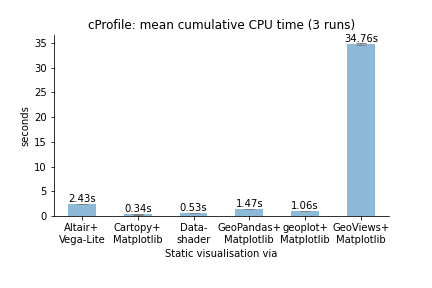 cProfile: mean cumulative CPU time (3 runs)
34.76s
35
30
25
20
15
10
5
0
seconds
2.43s
0.34s
0.53s
1.47s
1.06s
Altair+ Cartopy+ Data- GeoPandas+ geoplot+ GeoViews+
Vega-Lite Matplotlib shader Matplotlib Matplotlib Matplotlib
Static visualisation via